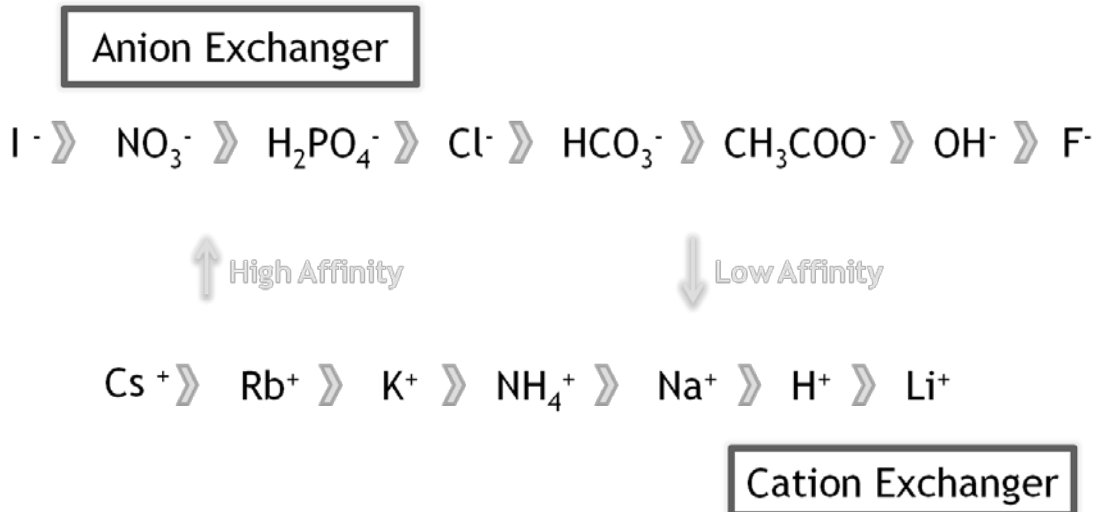 Anion Exchanger
I⁻ 》 NO₃⁻ 》 H₂PO₄⁻ 》 Cl⁻ 》 HCO₃⁻ 》 CH₃COO⁻ 》 OH⁻ 》 F⁻
High Affinity Low Affinity
Cs⁺ 》 Rb⁺ 》 K⁺ 》 NH₄⁺ 》 Na⁺ 》 H⁺ 》 Li⁺
Cation Exchanger